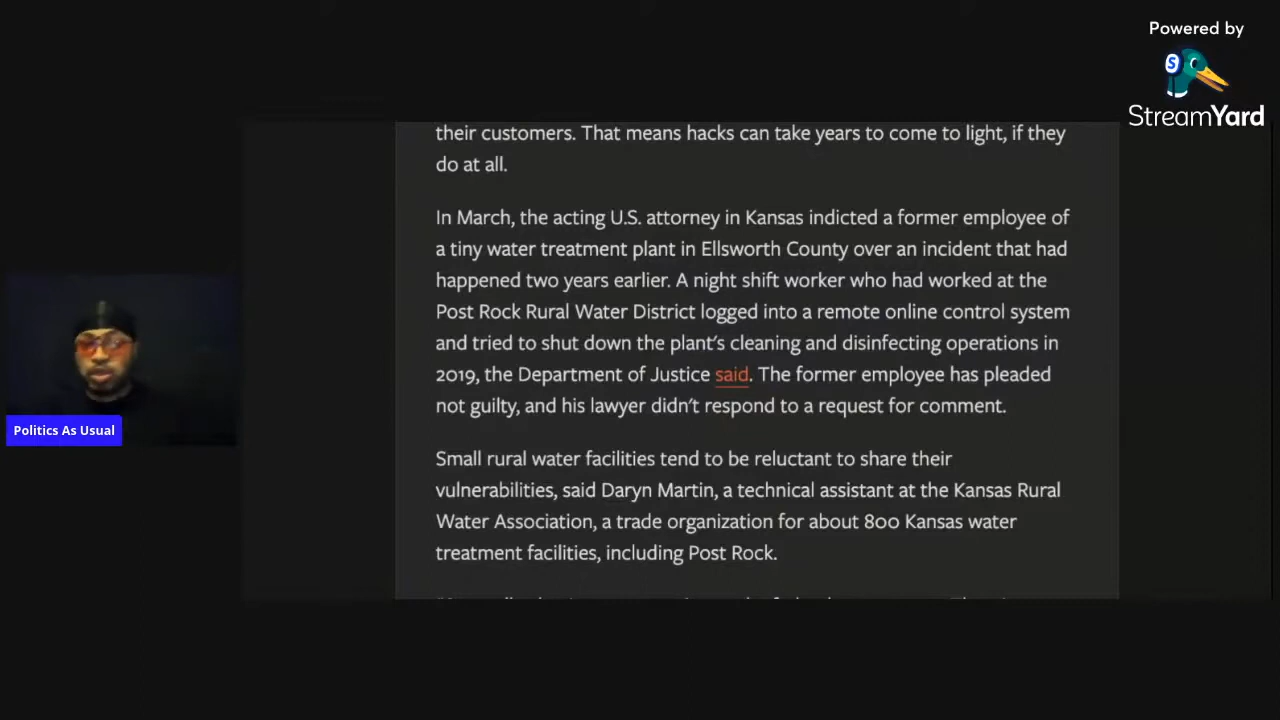 Powered by
StreamYard
their customers. That means hacks can take years to come to light, if they
do at all.
In March, the acting U.S. attorney in Kansas indicted a former employee of
a tiny water treatment plant in Ellsworth County over an incident that had
happened two years earlier. A night shift worker who had worked at the
Post Rock Rural Water District logged into a remote online control system
and tried to shut down the plant's cleaning and disinfecting operations in
2019, the Department of Justice said. The former employee has pleaded
not guilty, and his lawyer didn't respond to a request for comment.
Small rural water facilities tend to be reluctant to share their
vulnerabilities, said Daryn Martin, a technical assistant at the Kansas Rural
Water Association, a trade organization for about 800 Kansas water
treatment facilities, including Post Rock.
Politics As Usual